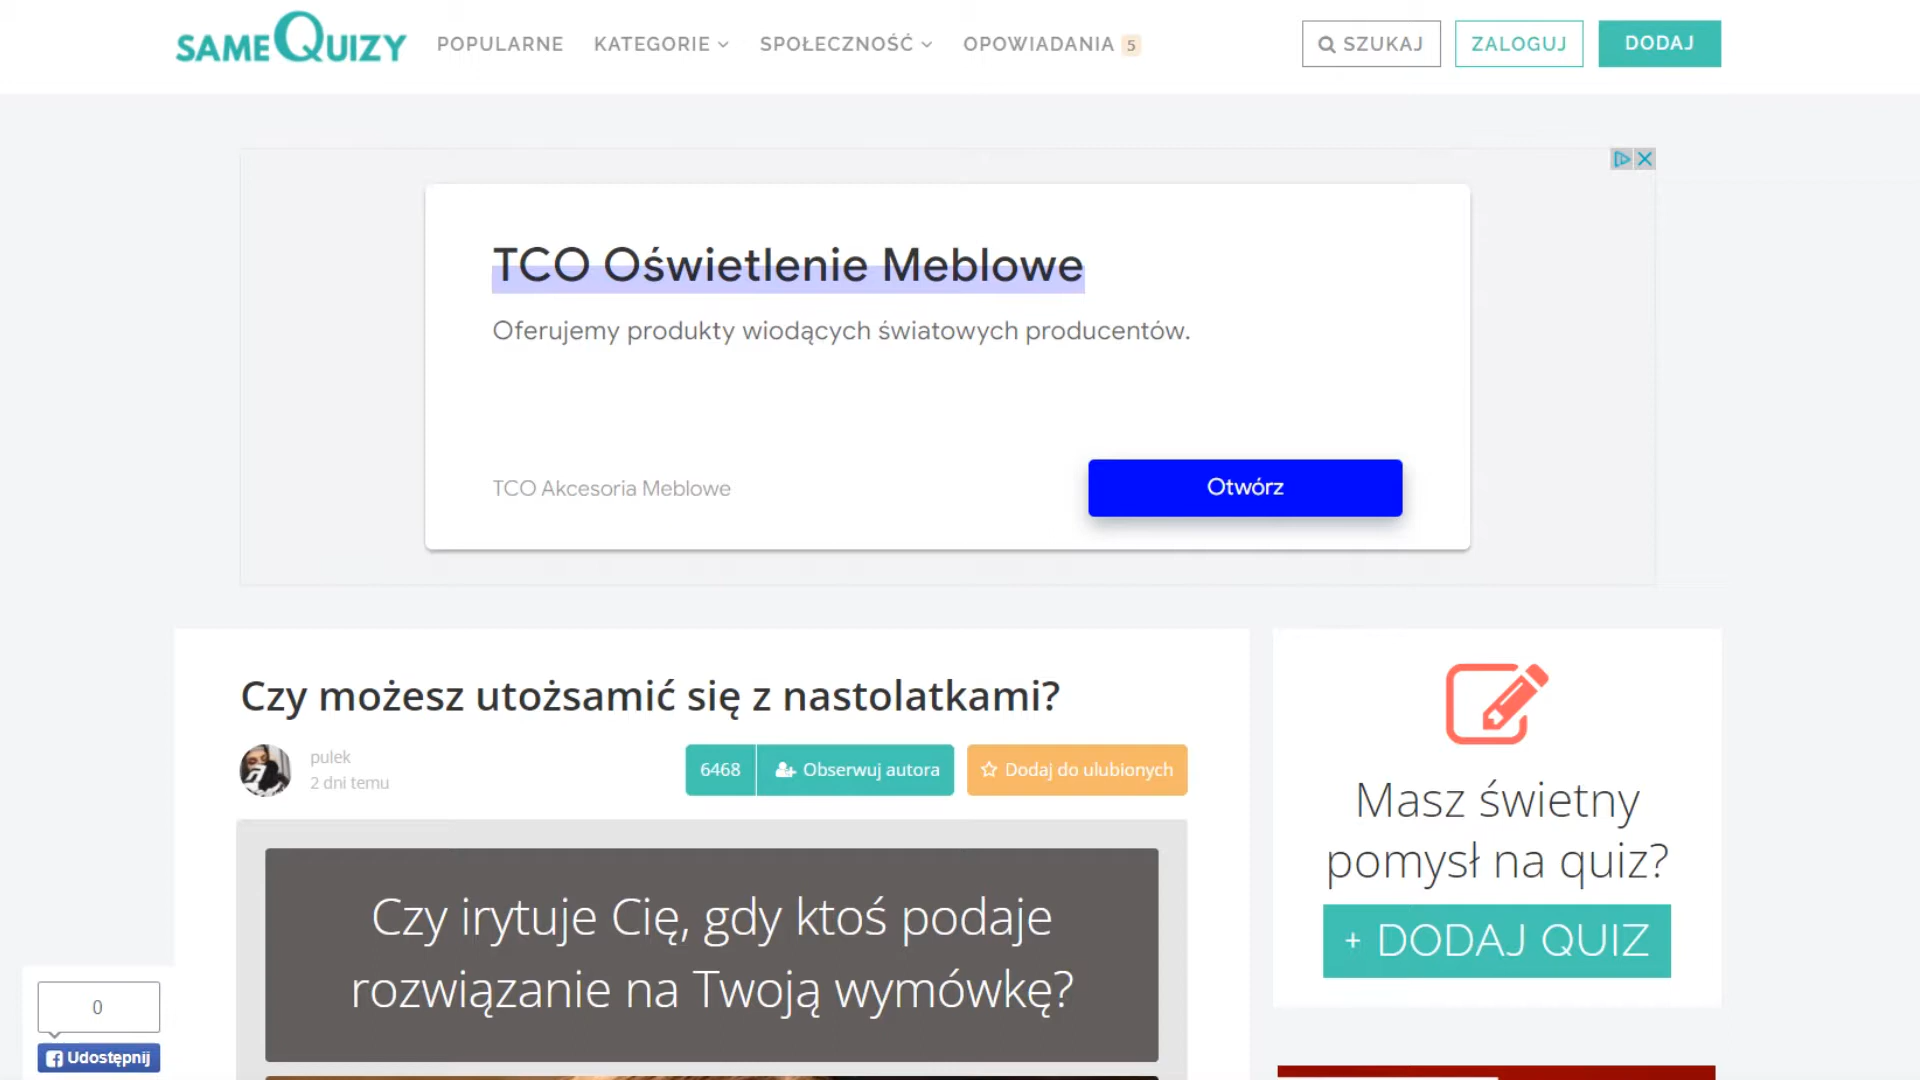 SAMEQUIZY
POPULARNE
KATEGORIE
SPOŁECZNOŚĆ
OPOWIADANIA 5
SZUKAJ
ZALOGUJ
DODAJ
TCO Oświetlenie Meblowe
Oferujemy produkty wiodących światowych producentów.
TCO Akcesoria Meblowe
Otwórz
Czy możesz utożsamić się z nastolatkami?
pulek
2 dni temu
6468
Obserwuj autora
Dodaj do ulubionych
Czy irytuje Cię, gdy ktoś podaje
rozwiązanie na Twoją wymówkę?
Masz świetny
pomysł na quiz?
+ DODAJ QUIZ
0
Udostępnij